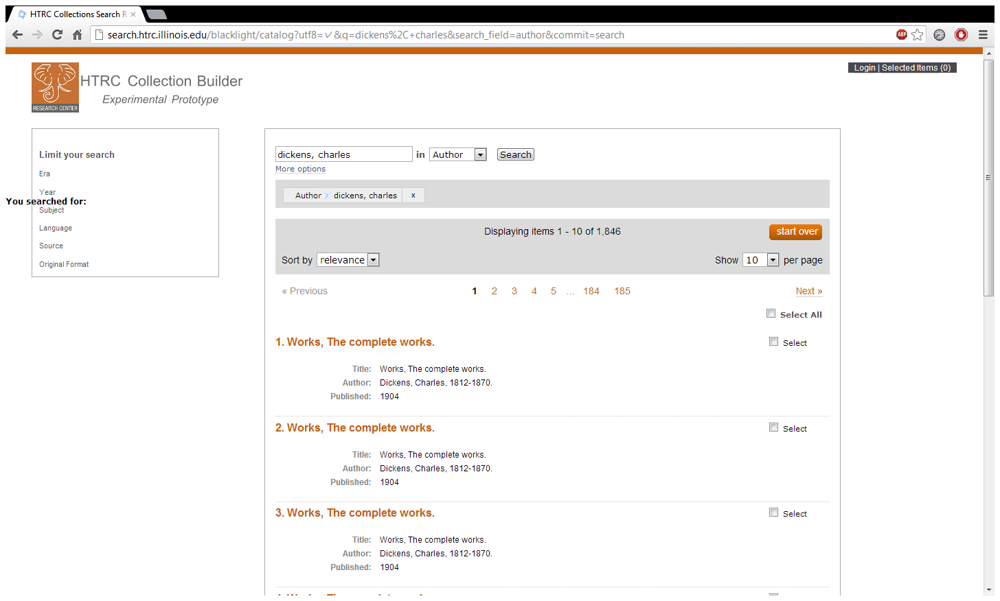 HTRC Collections Search R
search.htrc.illinois.edu/blacklight/catalog?utf8=✓&q=dickens%2C+charles&search_field=author&commit=search
ABP
Login | Selected Items (0)
HTRC Collection Builder
Experimental Prototype
RESEARCH CENTER
Limit your search
Era
Year
You searched for:
Subject
Language
Source
Original Format
dickens, charles in Author Search
More options
Author dickens, charles x
Displaying items 1 - 10 of 1,846 start over
Sort by relevance Show 10 per page
« Previous 1 2 3 4 5 ... 184 185 Next »
Select All
1. Works, The complete works. Select
Title: Works, The complete works.
Author: Dickens, Charles, 1812-1870.
Published: 1904
2. Works, The complete works. Select
Title: Works, The complete works.
Author: Dickens, Charles, 1812-1870.
Published: 1904
3. Works, The complete works. Select
Title: Works, The complete works.
Author: Dickens, Charles, 1812-1870.
Published: 1904